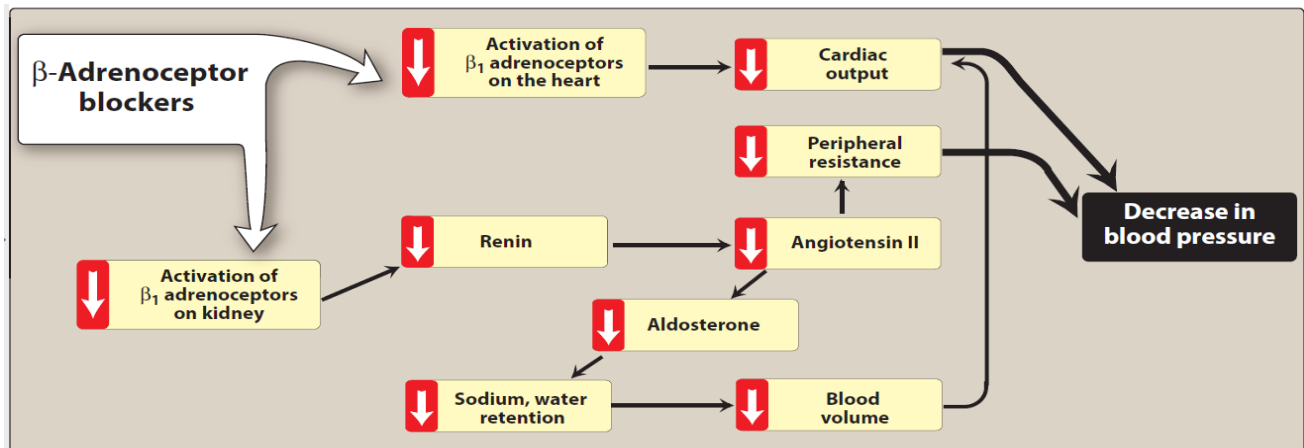 β-Adrenoceptor
blockers
Activation of
β₁ adrenoceptors
on the heart
Cardiac
output
Peripheral
resistance
Decrease in
blood pressure
Renin
Angiotensin II
Activation of
β₁ adrenoceptors
on kidney
Aldosterone
Sodium, water
retention
Blood
volume